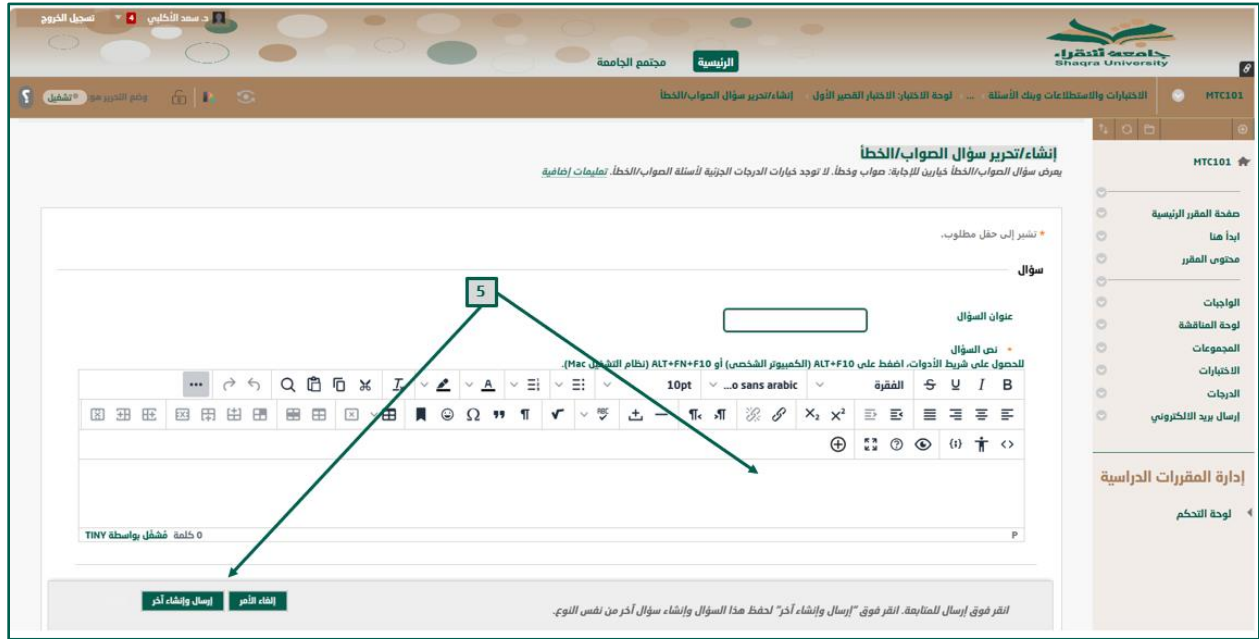 د. سعد الأكلبي 4 تسجيل الخروج
جامعة شقراء
Shaqra University
الرئيسية مجتمع الجامعة
MTC101 الاختبارات والاستطلاعات وبنك الأسئلة ... لوحة الاختبار: الاختبار القصير الأول إنشاء/تحرير سؤال الصواب/الخطأ
وضع التحرير هو: تشغيل ?
MTC101
صفحة المقرر الرئيسية
ابدأ هنا
محتوى المقرر
الواجبات
لوحة المناقشة
المجموعات
الاختبارات
الدرجات
إرسال بريد الالكتروني
إدارة المقررات الدراسية
لوحة التحكم
إنشاء/تحرير سؤال الصواب/الخطأ
يعرض سؤال الصواب/الخطأ خيارين للإجابة: صواب وخطأ. لا توجد خيارات الدرجات الجزئية لأسئلة الصواب/الخطأ. تعليمات إضافية
* تشير إلى حقل مطلوب.
سؤال
5
عنوان السؤال
* نص السؤال
للحصول على شريط الأدوات، اضغط على ALT+F10 (الكمبيوتر الشخصي) أو ALT+FN+F10 (نظام التشغيل Mac).
B I U S الفقرة o sans arabic... 10pt
P
0 كلمة مُشغّل بواسطة TINY
انقر فوق إرسال للمتابعة. انقر فوق "إرسال وإنشاء آخر" لحفظ هذا السؤال وإنشاء سؤال آخر من نفس النوع.
إلغاء الأمر إرسال وإنشاء آخر